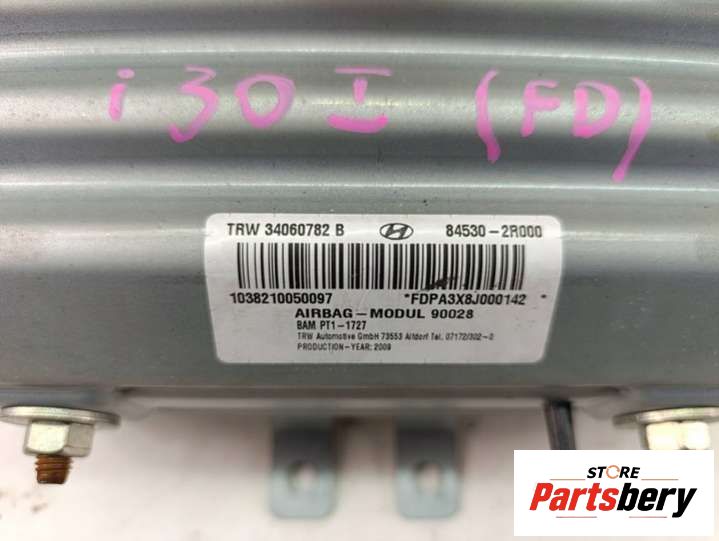 i 30 I (FD)
TRW 34060782 B 84530-2R000
1038210050097 *FDPA3X8J000142*
AIRBAG-MODUL 90028
BAM PT1-1727
TRW Automotive GmbH 73553 Alfdorf Tel. 07172/302-0
PRODUCTION-YEAR: 2008
STORE
Partsbery